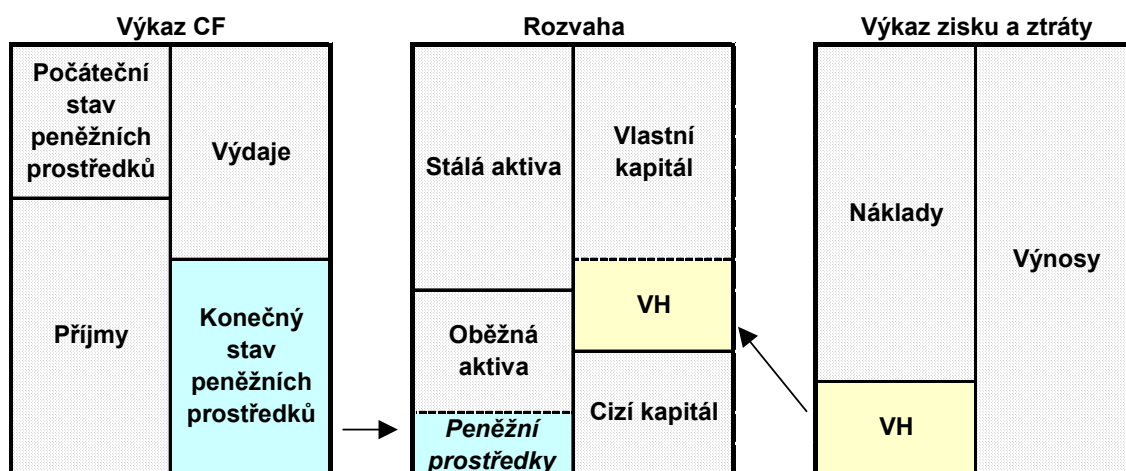 Výkaz CF
Počáteční
stav
peněžních
prostředků
Výdaje
Příjmy
Konečný
stav
peněžních
prostředků
Rozvaha
Stálá aktiva
Vlastní
kapitál
VH
Oběžná
aktiva
Cizí kapitál
Peněžní
prostředky
Výkaz zisku a ztráty
Náklady
Výnosy
VH